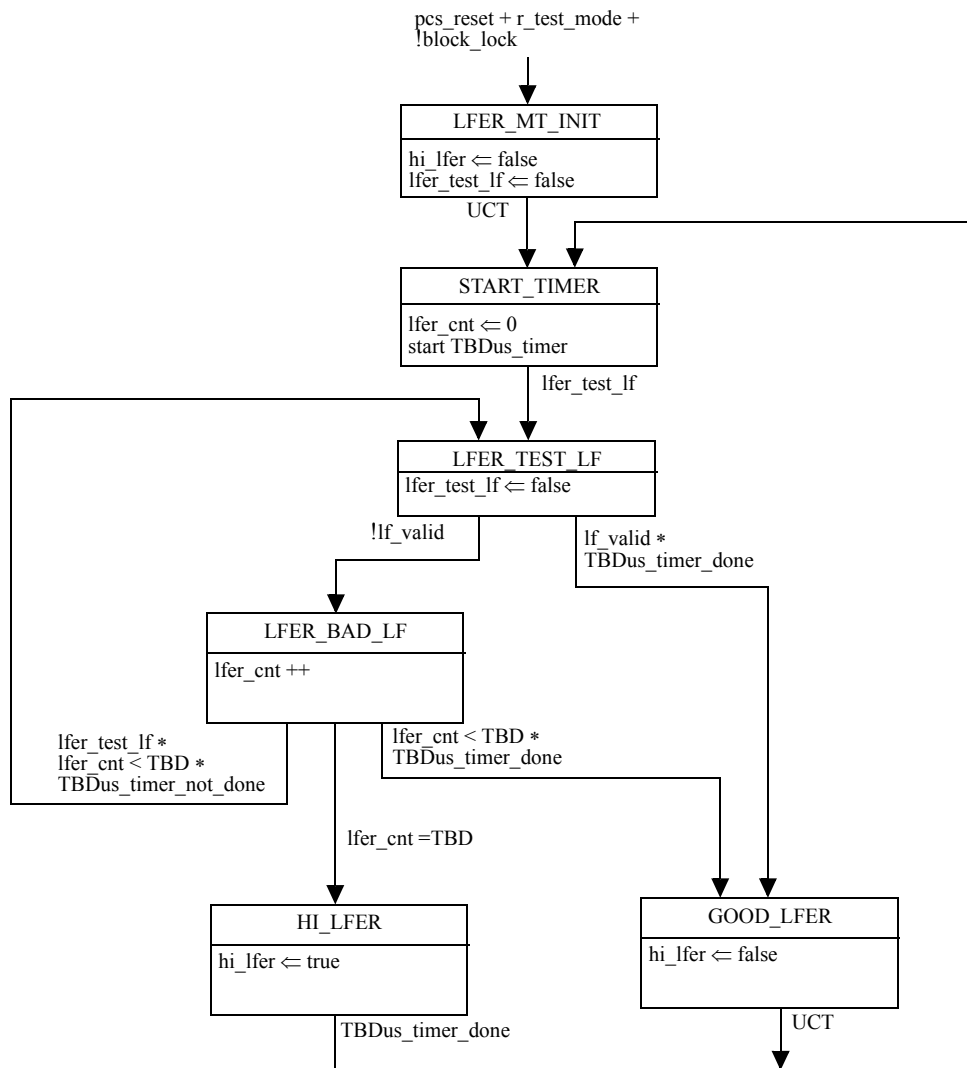 pcs_reset + r_test_mode +
!block_lock
LFER_MT_INIT
hi_lfer ⇐ false
lfer_test_lf ⇐ false
UCT
START_TIMER
lfer_cnt ⇐ 0
start TBDus_timer
lfer_test_lf
LFER_TEST_LF
lfer_test_lf ⇐ false
!lf_valid
lf_valid *
TBDus_timer_done
LFER_BAD_LF
lfer_cnt ++
lfer_test_lf *
lfer_cnt < TBD *
TBDus_timer_not_done
lfer_cnt < TBD *
TBDus_timer_done
lfer_cnt =TBD
HI_LFER
hi_lfer ⇐ true
TBDus_timer_done
GOOD_LFER
hi_lfer ⇐ false
UCT